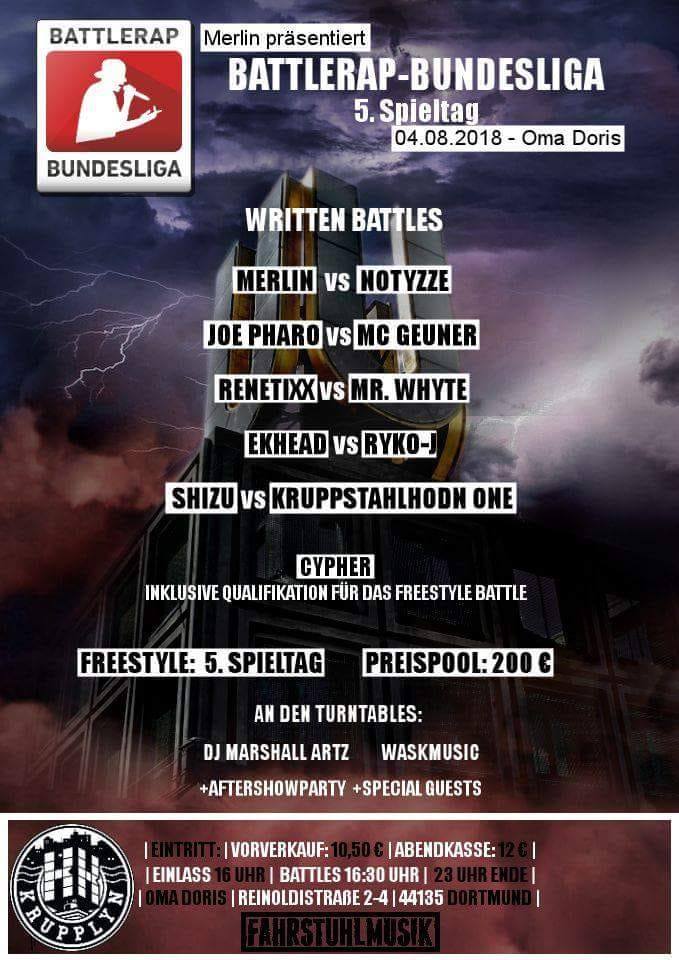 BATTLERAP
BUNDESLIGA
Merlin präsentiert
BATTLERAP-BUNDESLIGA
5. Spieltag
04.08.2018 - Oma Doris
WRITTEN BATTLES
MERLIN vs NOTYZZE
JOE PHARO vs MC GEUNER
RENETIXX vs MR. WHYTE
EKHEAD vs RYKO-J
SHIZU vs KRUPPSTAHLHODN ONE
CYPHER
INKLUSIVE QUALIFIKATION FÜR DAS FREESTYLE BATTLE
FREESTYLE: 5. SPIELTAG PREISPOOL: 200 €
AN DEN TURNTABLES:
DJ MARSHALL ARTZ WASKMUSIC
+AFTERSHOWPARTY +SPECIAL GUESTS
KRUPPLYN
| EINTRITT: | VORVERKAUF: 10,50 € | ABENDKASSE: 12 € |
| EINLASS 16 UHR | BATTLES 16:30 UHR | 23 UHR ENDE |
| OMA DORIS | REINOLDISTRAßE 2-4 | 44135 DORTMUND |
FAHRSTUHLMUSIK